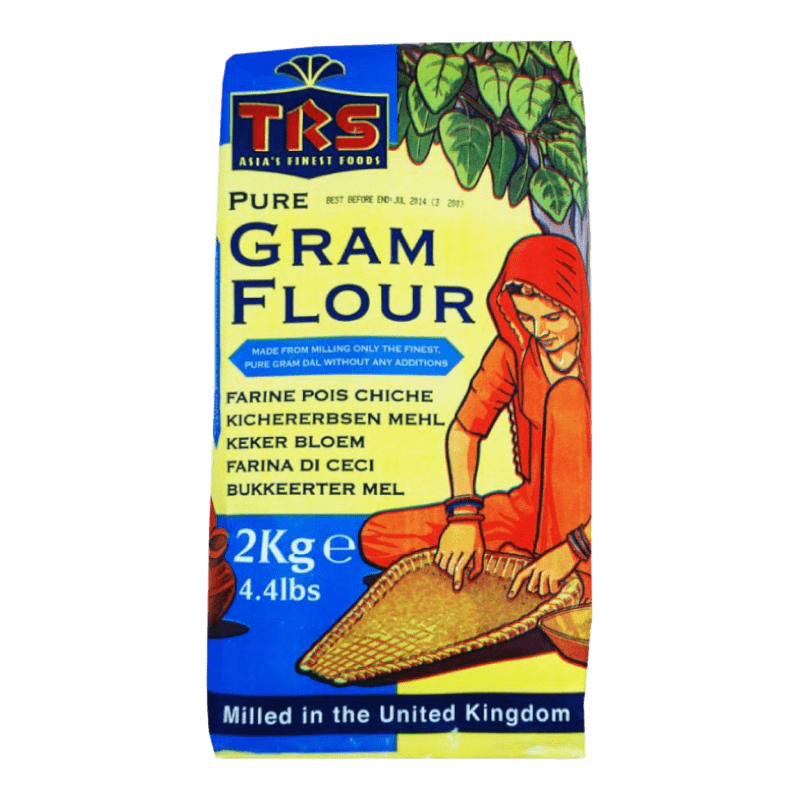 TRS
ASIA'S FINEST FOODS
PURE
BEST BEFORE END: JUL 2014 (3
GRAM
FLOUR
MADE FROM MILLING ONLY THE FINEST,
PURE GRAM DAL WITHOUT ANY ADDITIONS
FARINE POIS CHICHE
KICHERERBSEN MEHL
KEKER BLOEM
FARINA DI CECI
BUKKEERTER MEL
2Kg ℮
4.4lbs
Milled in the United Kingdom